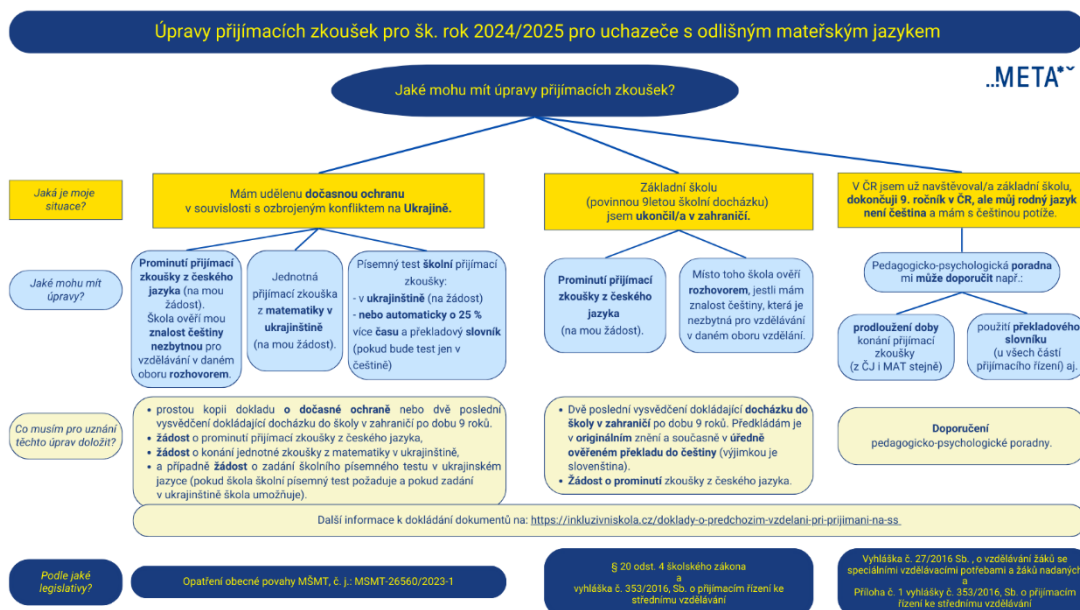 Úpravy přijímacích zkoušek pro šk. rok 2024/2025 pro uchazeče s odlišným mateřským jazykem
...META
Jaké mohu mít úpravy přijímacích zkoušek?
Jaká je moje
situace?
Mám udělenu dočasnou ochranu
v souvislosti s ozbrojeným konfliktem na Ukrajině.
Základní školu
(povinnou 9letou školní docházku)
jsem ukončil/a v zahraničí.
V ČR jsem už navštěvoval/a základní školu,
dokončuji 9. ročník v ČR, ale můj rodný jazyk
není čeština a mám s češtinou potíže.
Jaké mohu mít
úpravy?
Prominutí přijímací
zkoušky z českého
jazyka (na mou
žádost).
Škola ověří mou
znalost češtiny
nezbytnou pro
vzdělávání v daném
oboru rozhovorem.
Jednotná
přijímací zkouška
z matematiky v
ukrajinštině
(na mou žádost).
Písemný test školní přijímací
zkoušky:
- v ukrajinštině (na žádost)
- nebo automaticky o 25 %
více času a překladový slovník
(pokud bude test jen v
češtině)
Prominutí přijímací
zkoušky z českého
jazyka
(na mou žádost).
Místo toho škola ověří
rozhovorem, jestli mám
znalost češtiny, která je
nezbytná pro vzdělávání
v daném oboru vzdělání.
Pedagogicko-psychologická poradna
mi může doporučit např.:
prodloužení doby
konání přijímací
zkoušky
(z ČJ i MAT stejně)
použití překladového
slovníku
(u všech částí
přijímacího řízení) aj.
Co musím pro uznání
těchto úprav doložit?
• prostou kopii dokladu o dočasné ochraně nebo dvě poslední
vysvědčení dokládající docházku do školy v zahraničí po dobu 9 roků.
• žádost o prominutí přijímací zkoušky z českého jazyka,
• žádost o konání jednotné zkoušky z matematiky v ukrajinštině,
• a případně žádost o zadání školního písemného testu v ukrajinském
jazyce (pokud škola školní písemný test požaduje a pokud zadání
v ukrajinštině škola umožňuje).
• Dvě poslední vysvědčení dokládající docházku do
školy v zahraničí po dobu 9 roků. Předkládám je
v originálním znění a současně v úředně
ověřeném překladu do češtiny (výjimkou je
slovenština).
• Žádost o prominutí zkoušky z českého jazyka.
Doporučení
pedagogicko-psychologické poradny.
Další informace k dokládání dokumentů na: https://inkluzivniskola.cz/doklady-o-predchozim-vzdelani-pri-prijimani-na-ss
Podle jaké
legislativy?
Opatření obecné povahy MŠMT, č. j.: MSMT-26560/2023-1
§ 20 odst. 4 školského zákona
a
vyhláška č. 353/2016, Sb. o přijímacím řízení ke
střednímu vzdělávání
Vyhláška č. 27/2016 Sb. , o vzdělávání žáků se
speciálními vzdělávacími potřebami a žáků nadaných
a
Příloha č. 1 vyhlášky č. 353/2016, Sb. o přijímacím
řízení ke střednímu vzdělávání